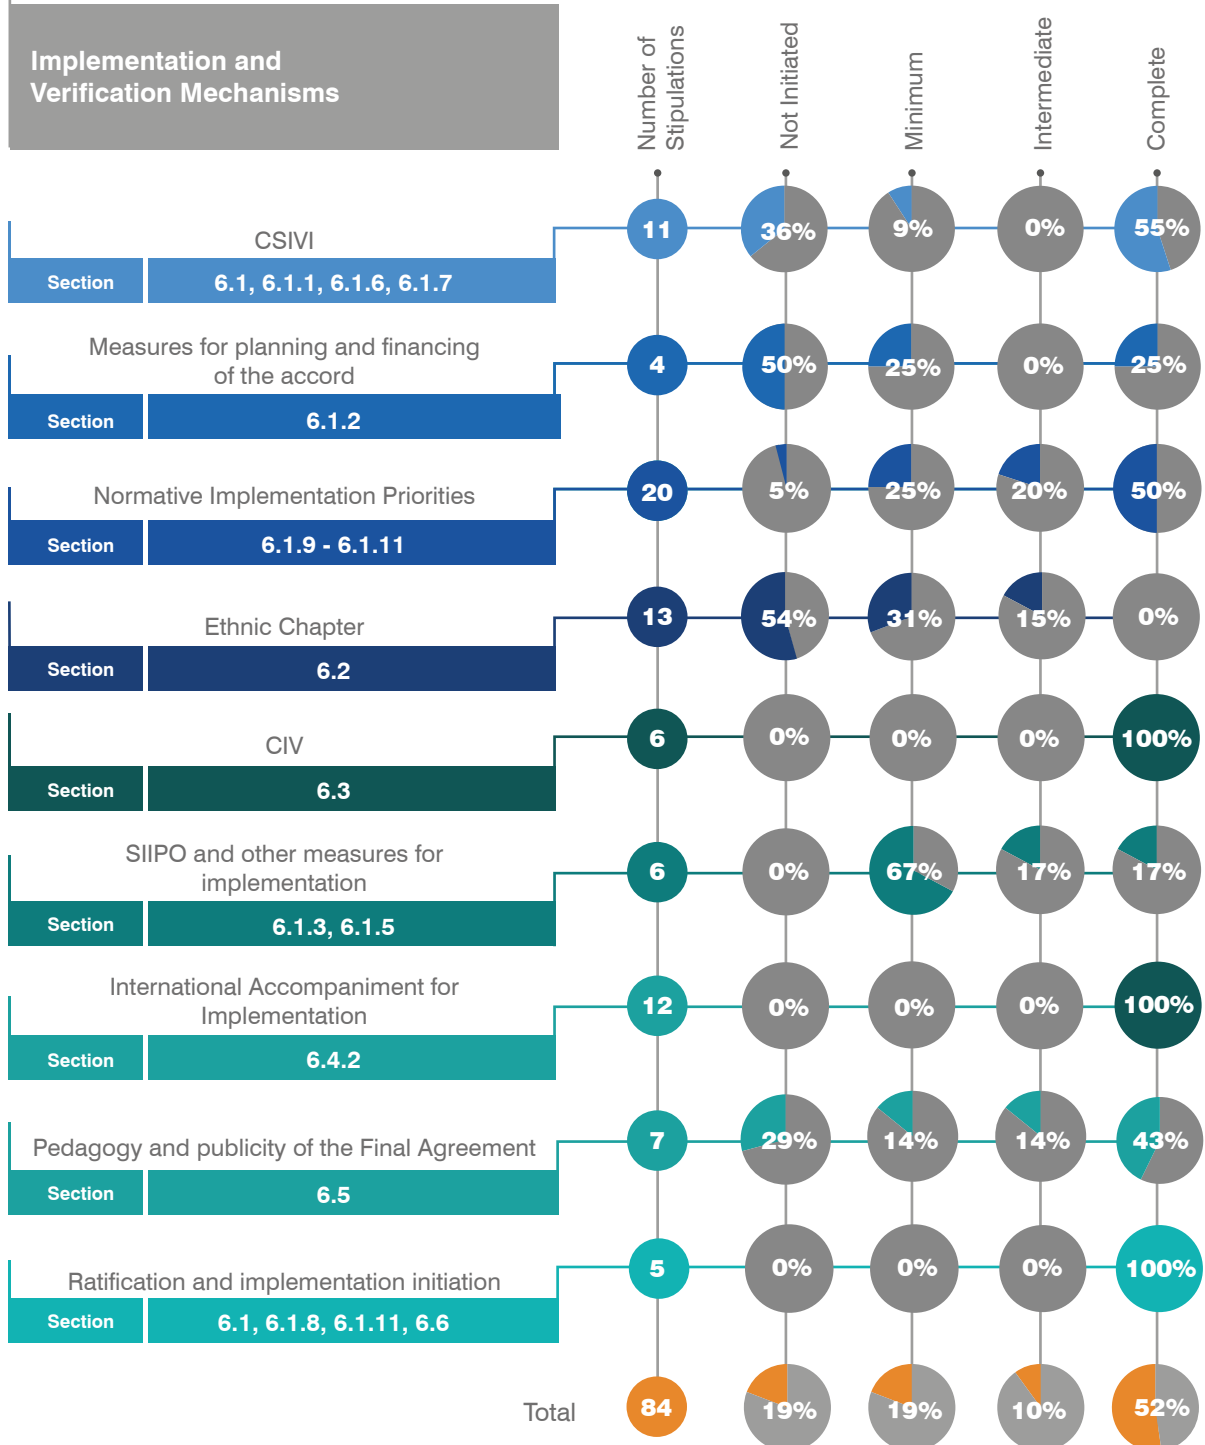 Implementation and
Verification Mechanisms
Number of
Stipulations
Not Initiated
Minimum
Intermediate
Complete
CSIVI
Section 6.1, 6.1.1, 6.1.6, 6.1.7
11 36% 9% 0% 55%
Measures for planning and financing
of the accord
Section 6.1.2
4 50% 25% 0% 25%
Normative Implementation Priorities
Section 6.1.9 - 6.1.11
20 5% 25% 20% 50%
Ethnic Chapter
Section 6.2
13 54% 31% 15% 0%
CIV
Section 6.3
6 0% 0% 0% 100%
SIIPO and other measures for
implementation
Section 6.1.3, 6.1.5
6 0% 67% 17% 17%
International Accompaniment for
Implementation
Section 6.4.2
12 0% 0% 0% 100%
Pedagogy and publicity of the Final Agreement
Section 6.5
7 29% 14% 14% 43%
Ratification and implementation initiation
Section 6.1, 6.1.8, 6.1.11, 6.6
5 0% 0% 0% 100%
Total 84 19% 19% 10% 52%